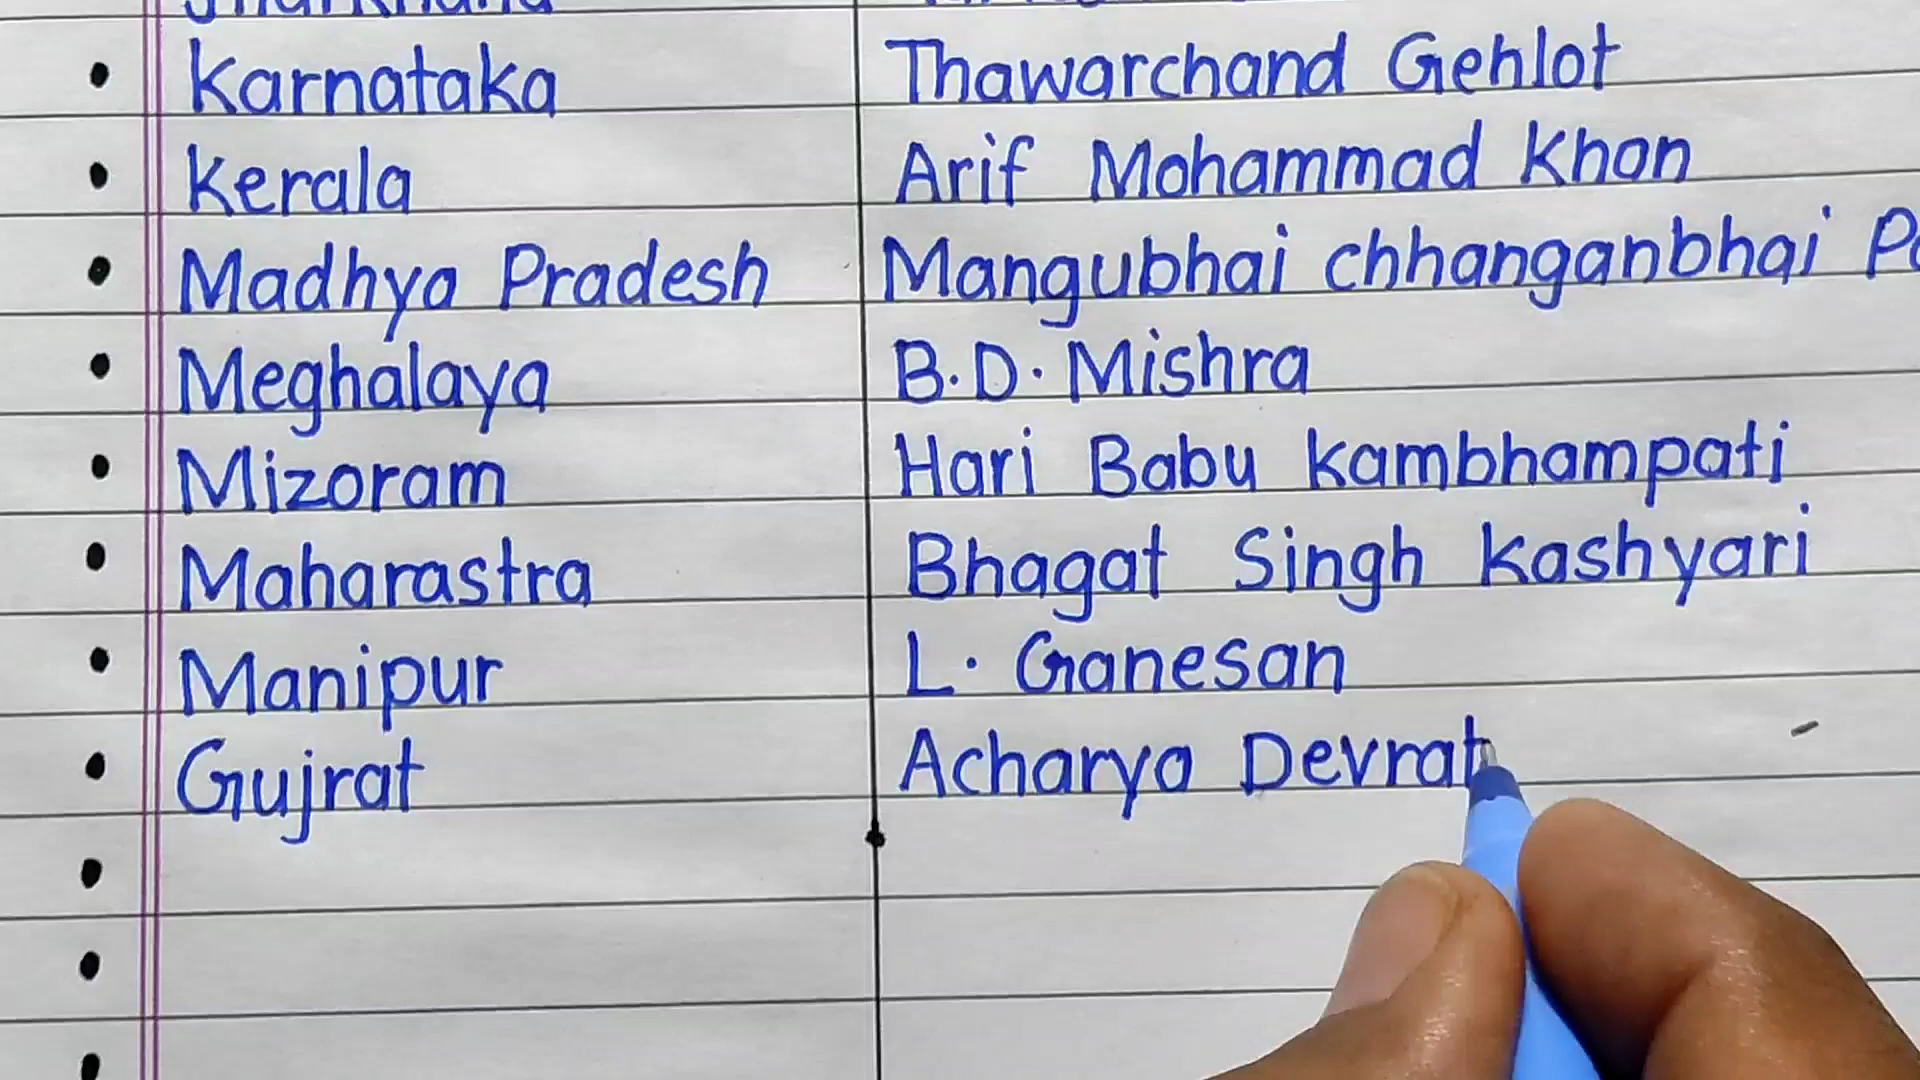 Karnataka Thawarchand Gehlot
Kerala Arif Mohammad Khan
Madhya Pradesh Mangubhai chhanganbhai
Meghalaya B.D. Mishra
Mizoram Hari Babu Kambhampati
Maharastra Bhagat Singh Kashyari
Manipur L. Ganesan
Gujrat Acharya Devrat